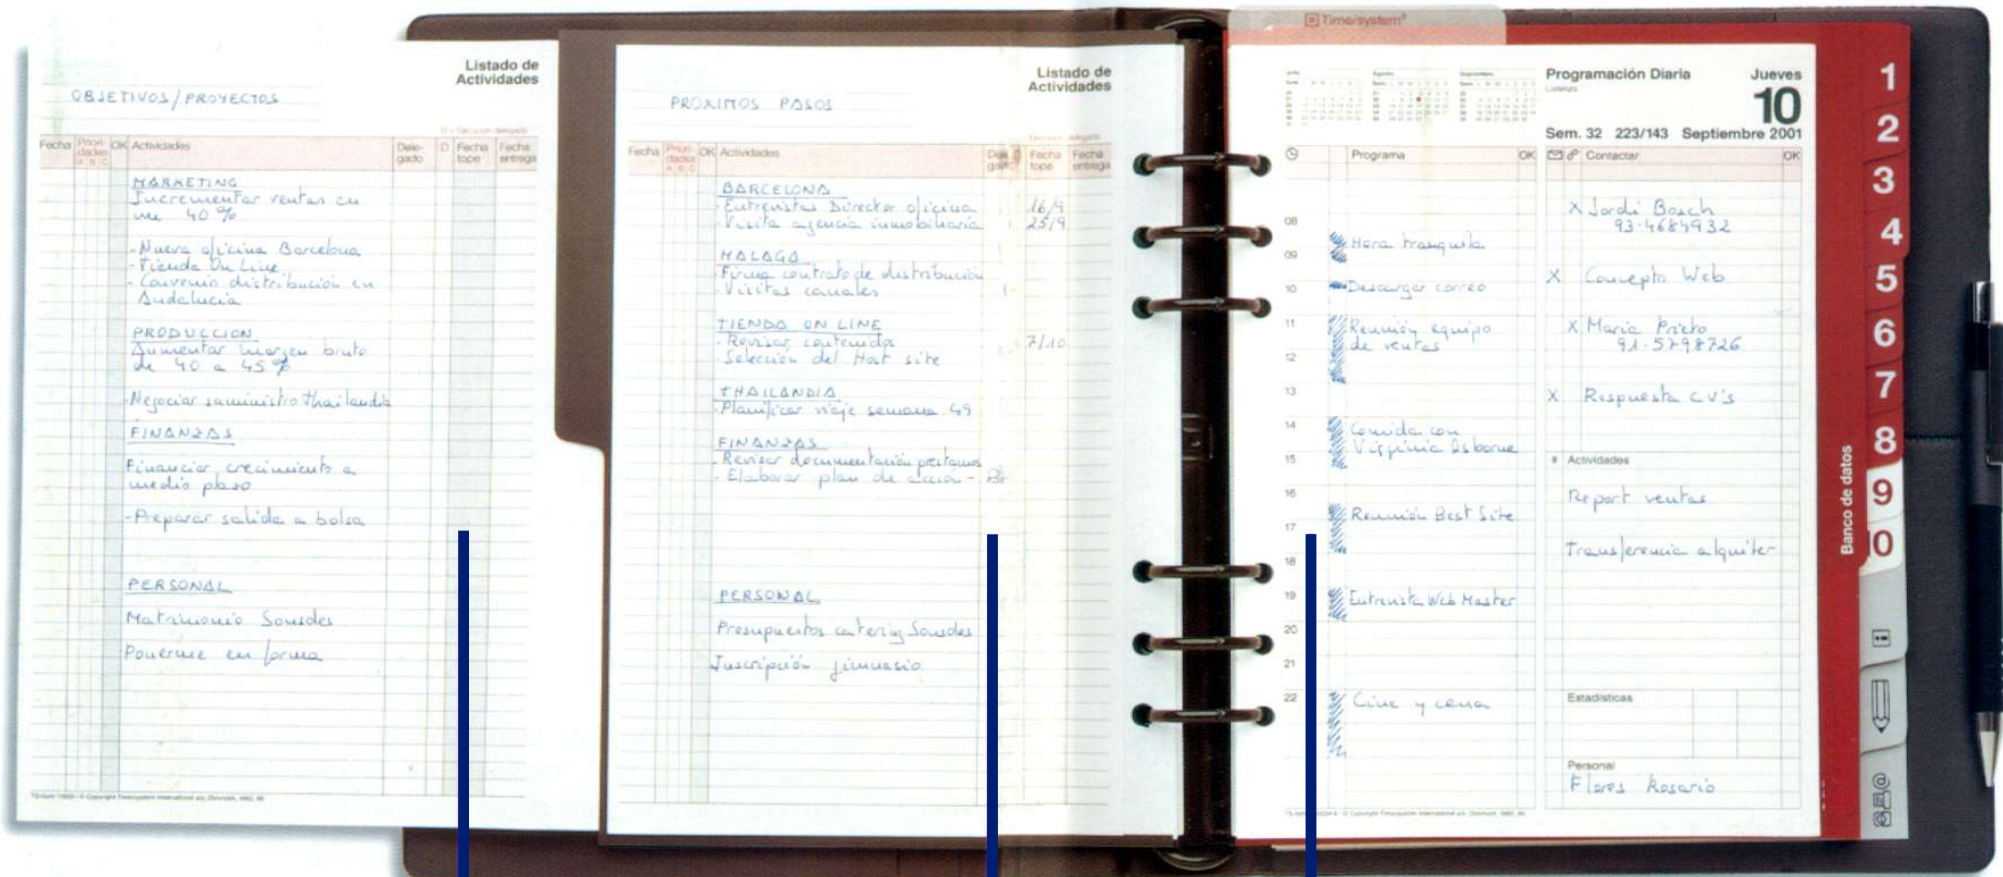 Listado de
Actividades
OBJETIVOS/PROYECTOS
Fecha Priori-dades A B C OK Actividades Dele-gado D Fecha tope Fecha entrega
MARKETING
Incrementar ventas en
un 40 %
- Nueva oficina Barcelona
- Tienda On Line
- Convenio distribución en
Andalucía
PRODUCCION
Aumentar margen bruto
de 40 a 45 %
- Negociar suministro thailandia
FINANZAS
Financiar crecimiento a
medio plazo
- Preparar salida a bolsa
PERSONAL
Matrimonio Sousdes
Ponerme en forma
Listado de
Actividades
PROXIMOS PASOS
Fecha Priori-dades A B C OK Actividades Fecha tope Fecha entrega
BARCELONA
- Entrevistas Director oficina 16/9
- Visita agencia inmobiliaria 25/9
MALAGA
- Firma contrato de distribución
- Visitas canales
TIENDA ON LINE
- Revisar contenidos 7/10
- Selección del Host site
THAILANDIA
- Planificar viaje semana 49
FINANZAS
- Revisar documentación prestamos
- Elaborar plan de acción -
PERSONAL
Presupuestos catering Sousdes
Inscripción gimnasio
Time/system®
Programación Diaria Jueves
Lorenzo
10
Sem. 32 223/143 Septiembre 2001
Programa OK Contactar OK
08
09
10
11
12
13
14
15
16
17
18
19
20
21
22
Hora tranquila
Descargar correo
Reunión equipo
de ventas
Comida con
Virginia Osborne
Reunión Best Site
Entrevista Web Master
Cine y cena
X Jordi Bosch
93-4684932
X Concepto Web
X Maria Prieto
91-5798726
X Respuesta CV's
# Actividades
Report ventas
Transferencia alquiler
Estadísticas
Personal
Flores Rosario
Banco de datos
1
2
3
4
5
6
7
8
9
10